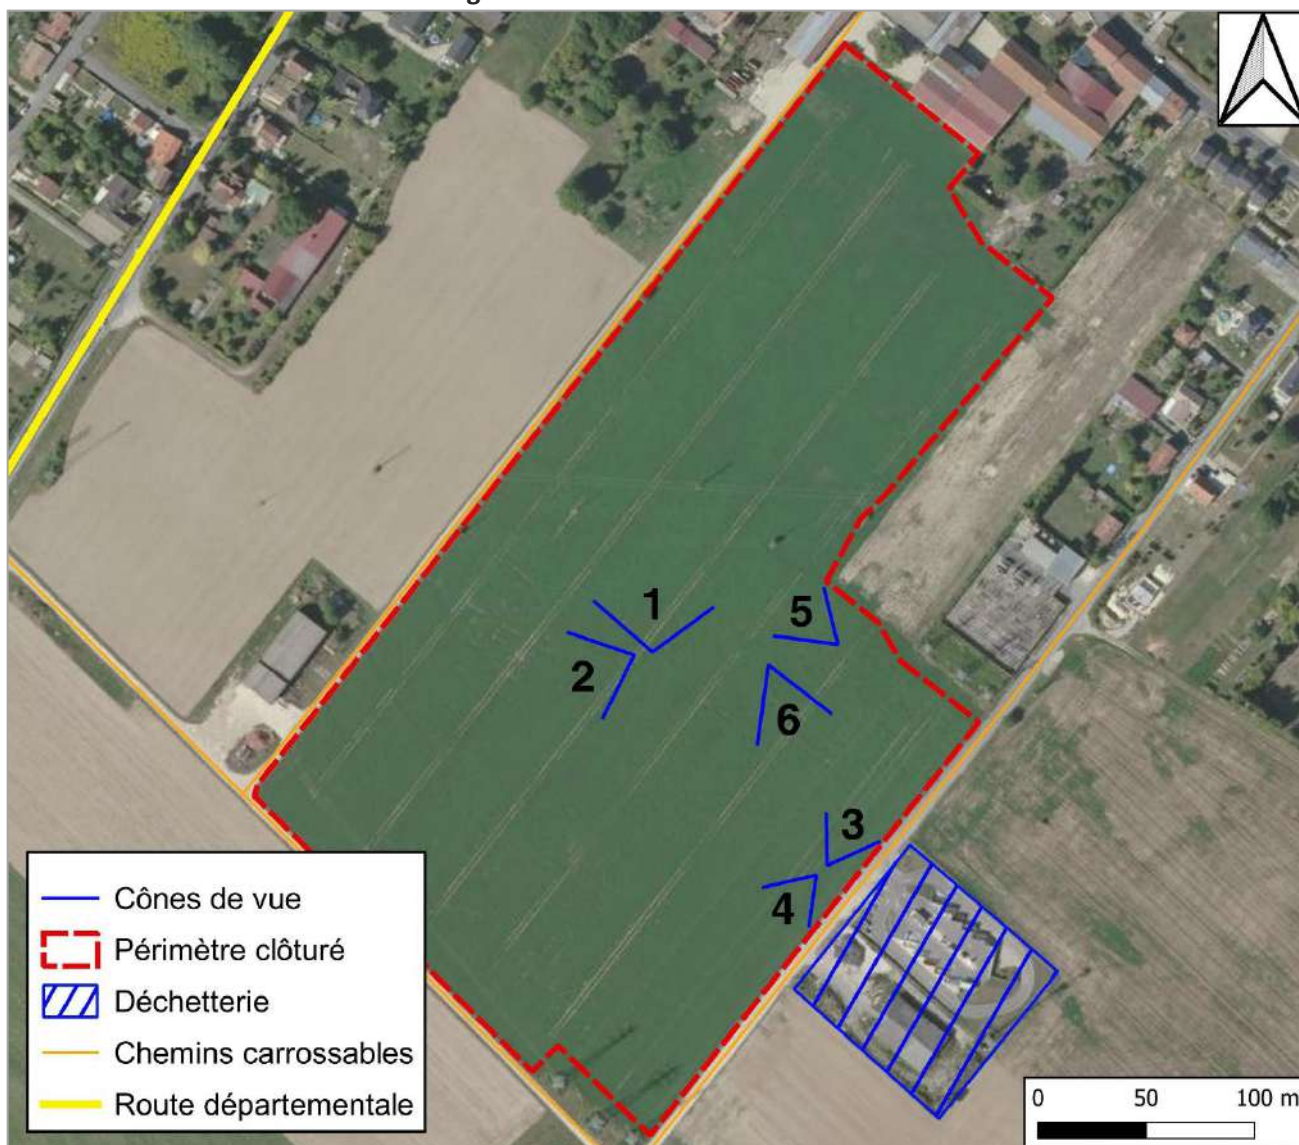 1
5
2
6
3
4
Cônes de vue
Périmètre clôturé
Déchetterie
Chemins carrossables
Route départementale
0 50 100 m